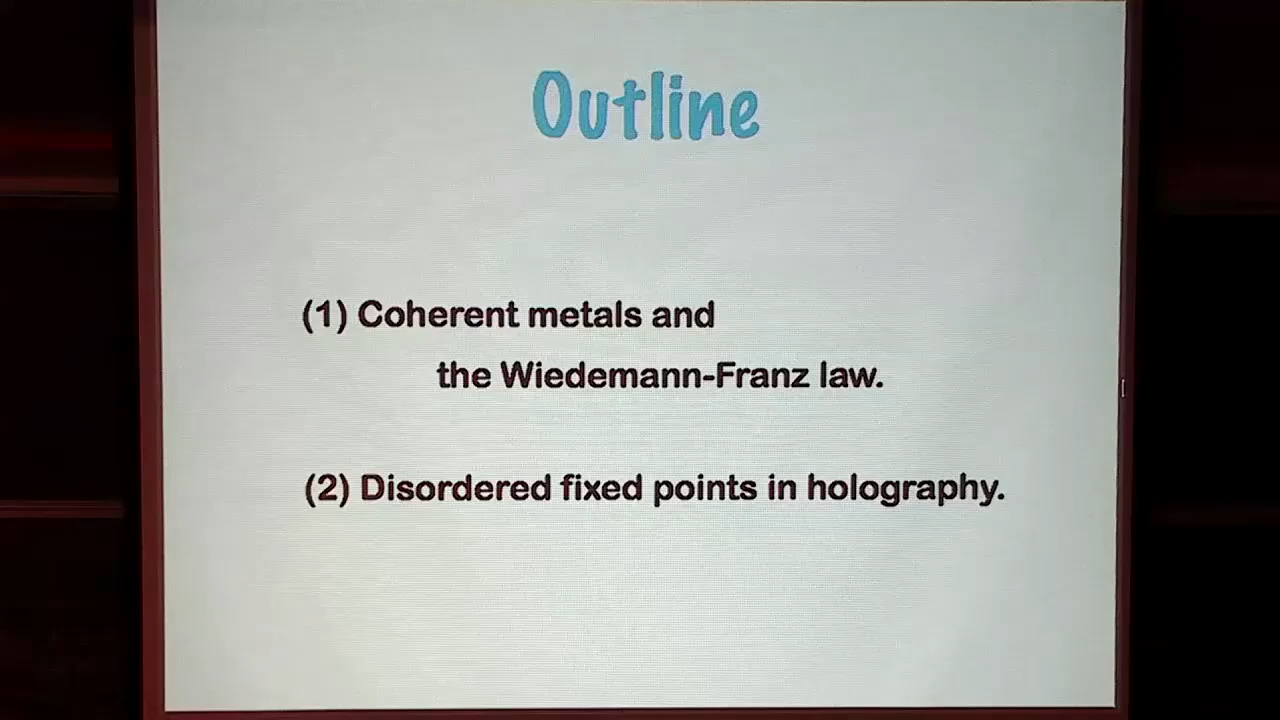 Outline
(1) Coherent metals and
the Wiedemann-Franz law.
(2) Disordered fixed points in holography.